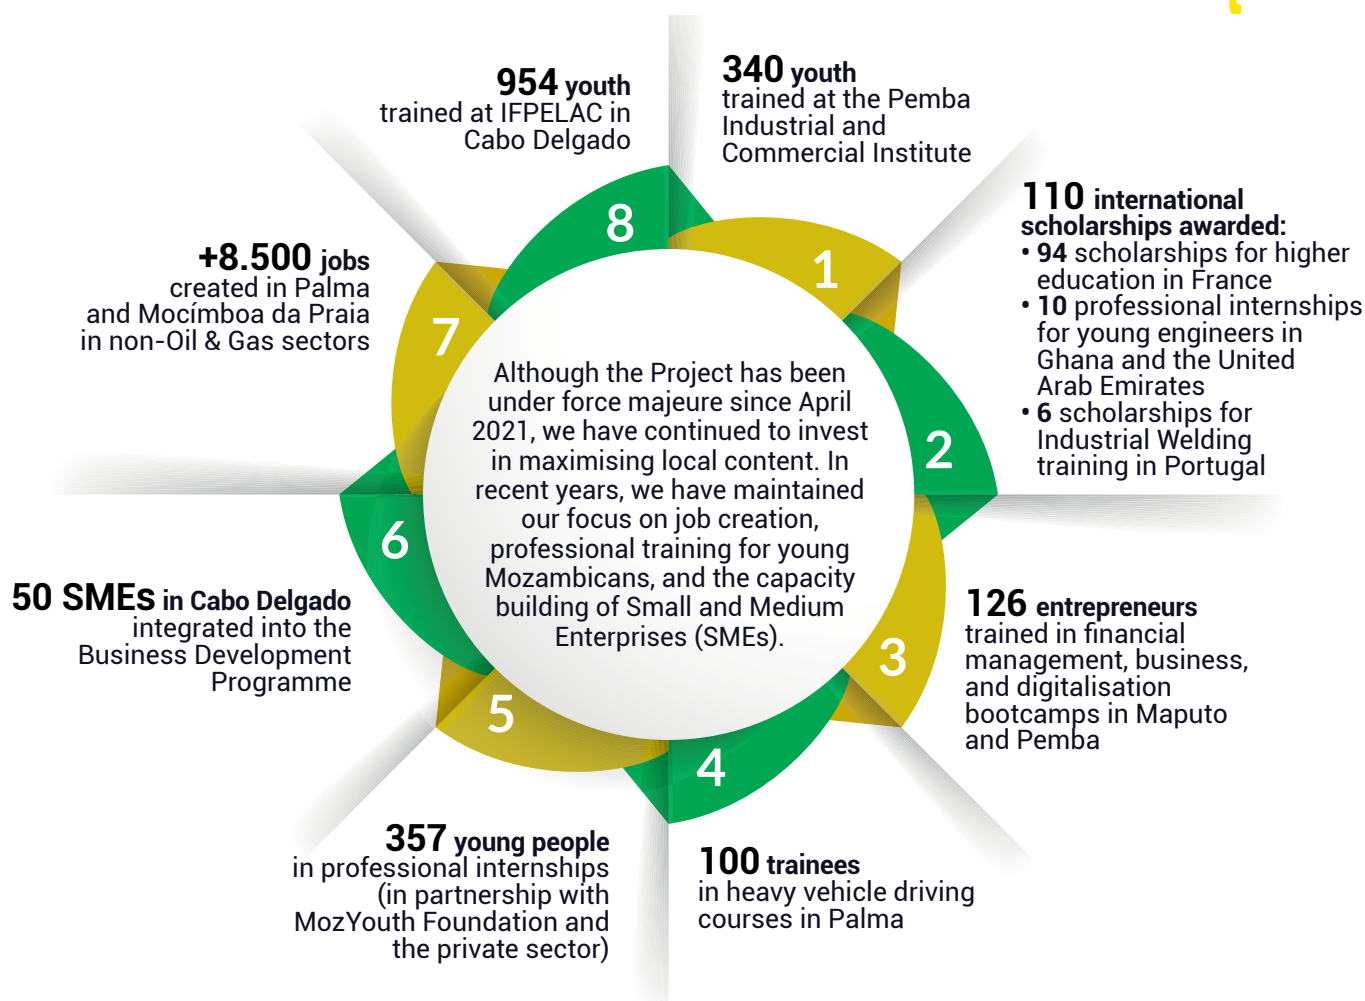 340 youth
trained at the Pemba
Industrial and
Commercial Institute
1
110 international
scholarships awarded:
• 94 scholarships for higher
education in France
• 10 professional internships
for young engineers in
Ghana and the United
Arab Emirates
• 6 scholarships for
Industrial Welding
training in Portugal
2
126 entrepreneurs
trained in financial
management, business,
and digitalisation
bootcamps in Maputo
and Pemba
3
100 trainees
in heavy vehicle driving
courses in Palma
4
357 young people
in professional internships
(in partnership with
MozYouth Foundation and
the private sector)
5
50 SMEs in Cabo Delgado
integrated into the
Business Development
Programme
6
+8.500 jobs
created in Palma
and Mocímboa da Praia
in non-Oil & Gas sectors
7
954 youth
trained at IFPELAC in
Cabo Delgado
8
Although the Project has been
under force majeure since April
2021, we have continued to invest
in maximising local content. In
recent years, we have maintained
our focus on job creation,
professional training for young
Mozambicans, and the capacity
building of Small and Medium
Enterprises (SMEs).